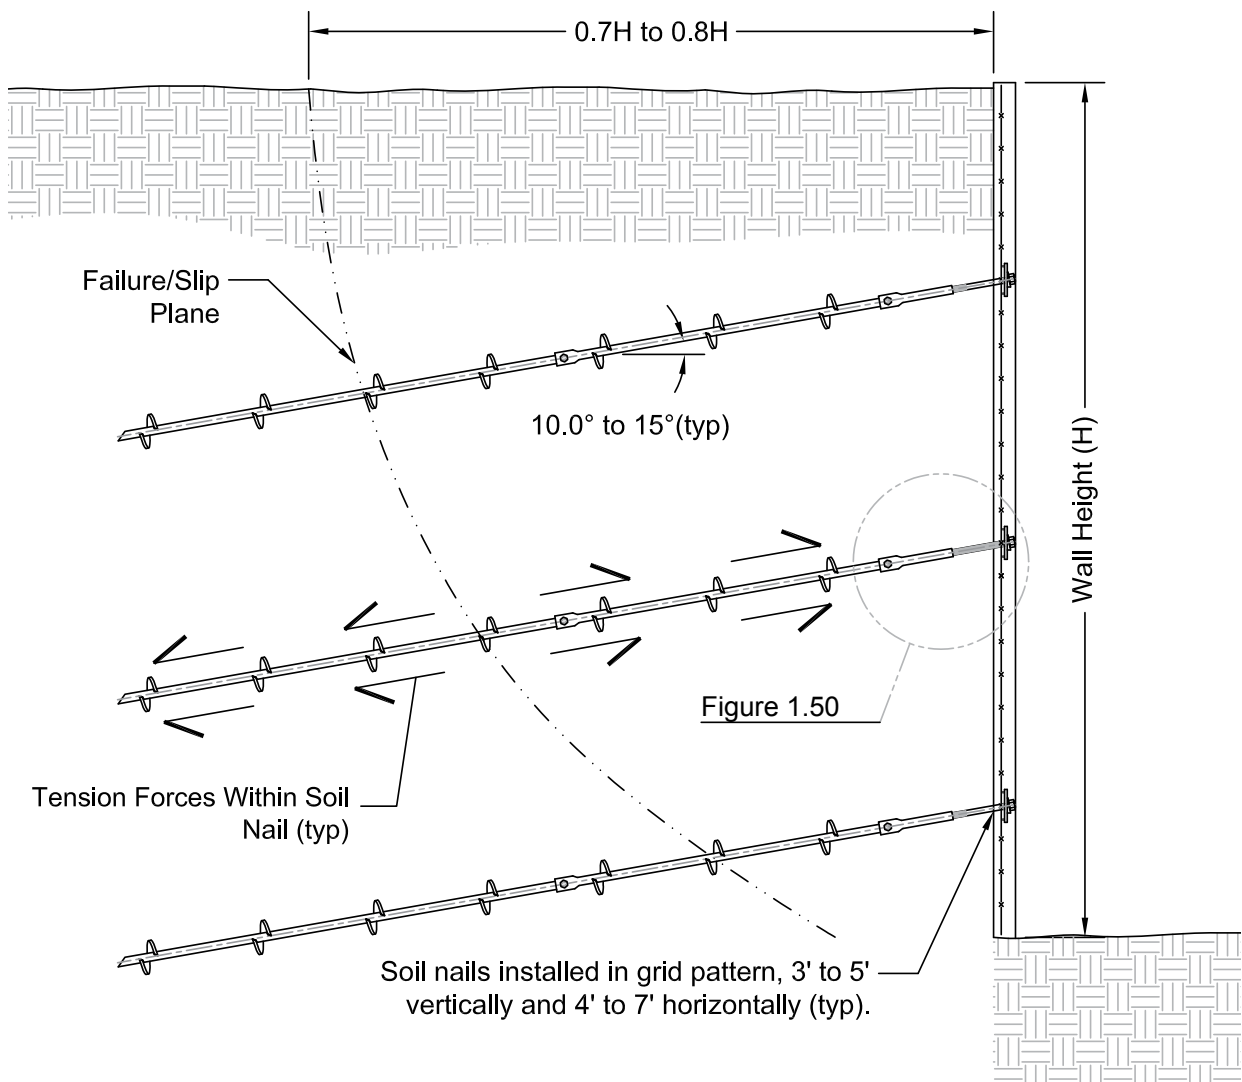 0.7H to 0.8H
Failure/Slip
Plane
10.0° to 15°(typ)
Wall Height (H)
Figure 1.50
Tension Forces Within Soil
Nail (typ)
Soil nails installed in grid pattern, 3' to 5'
vertically and 4' to 7' horizontally (typ).